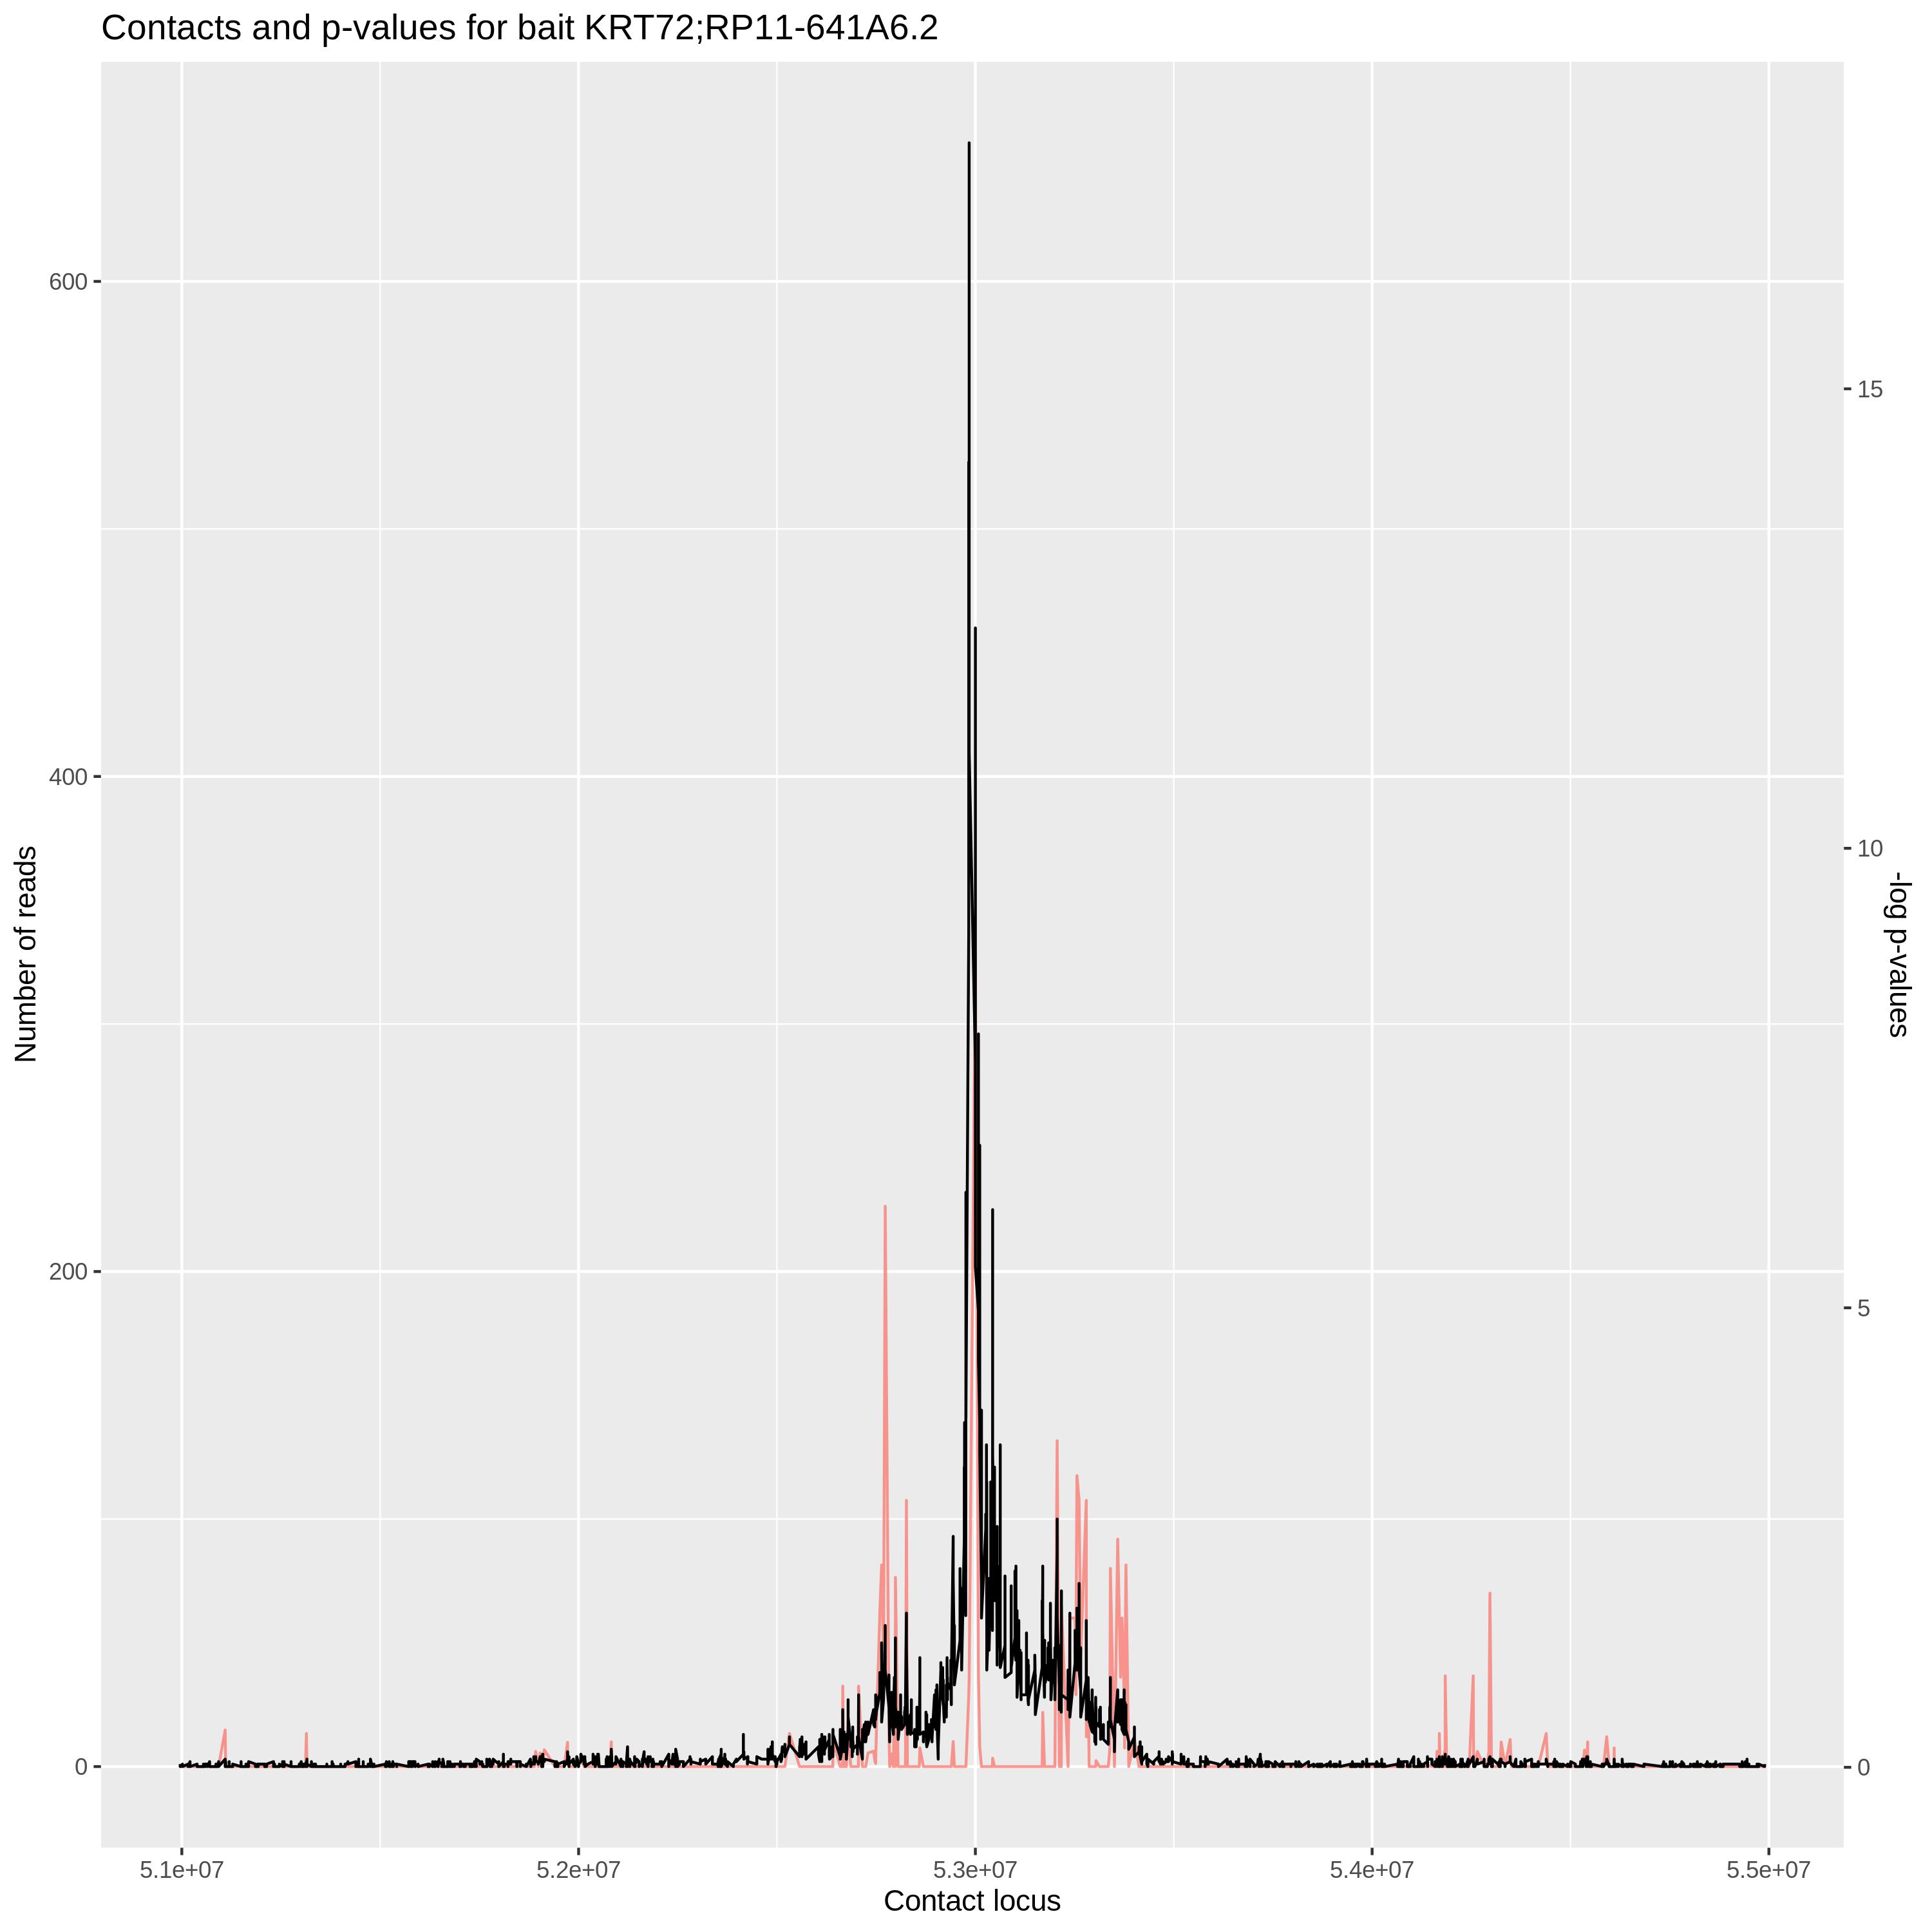 Contacts and p-values for bait KRT72;RP11-641A6.2
600
400
200
0
Number of reads
15
10
5
0
-log p-values
5.1e+07
5.2e+07
5.3e+07
5.4e+07
5.5e+07
Contact locus